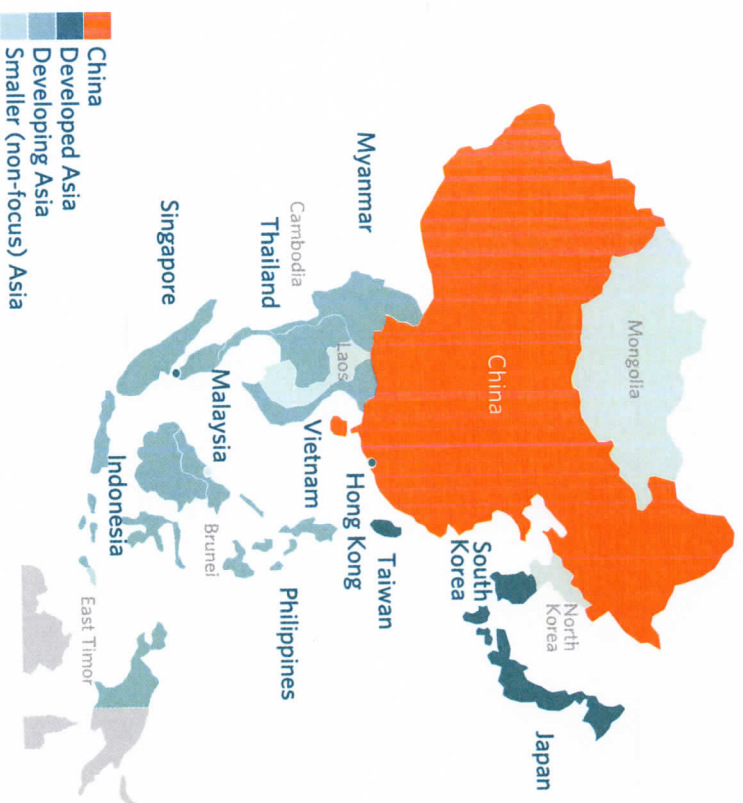 Mongolia
China
North
Korea
South
Korea
Japan
Taiwan
Hong Kong
Myanmar
Laos
Vietnam
Cambodia
Thailand
Philippines
Malaysia
Brunei
Singapore
Indonesia
East Timor
China
Developed Asia
Developing Asia
Smaller (non-focus) Asia